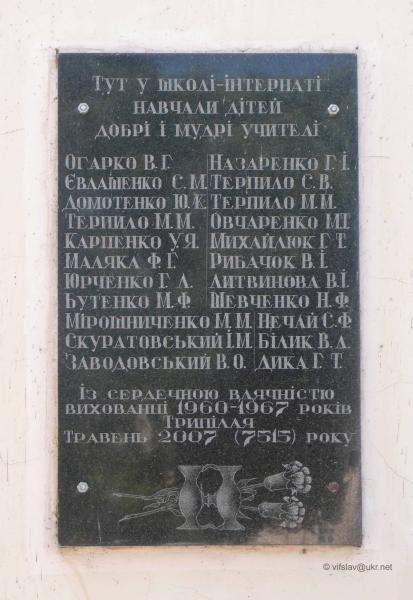 Тут у школі-інтернаті
навчали дітей
добрі і мудрі учителі
Огарко В.Г. Назаренко Г.І.
Євлашенко С.М. Терпило С.В.
Домотенко Ю.Ж. Терпило М.М.
Терпило М.М. Овчаренко М.Т.
Карпенко У.Я. Михайлюк Г.Т.
Маляка Ф.Г. Рибачок В.І.
Юрченко Г.Л. Литвинова В.І.
Бутенко М.Ф. Шевченко Н.Ф.
Мірошниченко М.М. Нечай С.Ф.
Скуратовський І.М. Білик В.Д.
Заводовський В.О. Дика Г.Т.
Із сердечною вдячністю
вихованці 1960-1967 років
Трипілля
Травень 2007 (7515) року
© vifslav@ukr.net